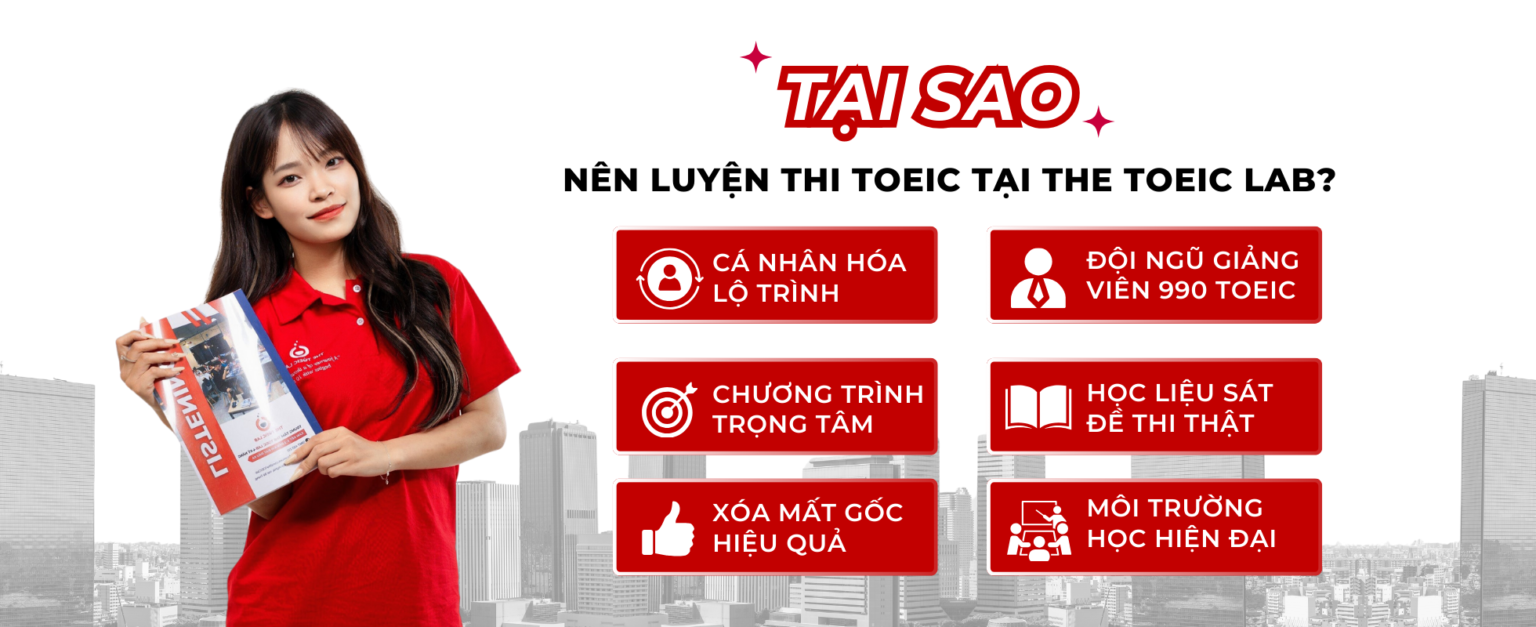 TẠI SAO
NÊN LUYỆN THI TOEIC TẠI THE TOEIC LAB?
CÁ NHÂN HÓA
LỘ TRÌNH
ĐỘI NGŨ GIẢNG
VIÊN 990 TOEIC
CHƯƠNG TRÌNH
TRỌNG TÂM
HỌC LIỆU SÁT
ĐỀ THI THẬT
XÓA MẤT GỐC
HIỆU QUẢ
MÔI TRƯỜNG
HỌC HIỆN ĐẠI